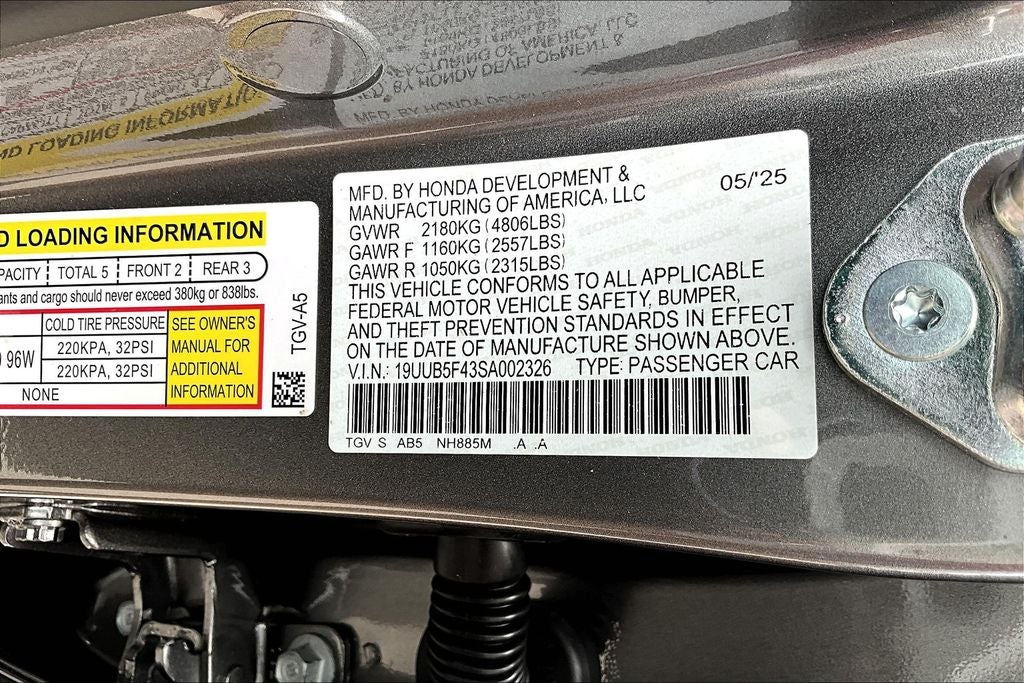 D LOADING INFORMATION
PACITY TOTAL 5 FRONT 2 REAR 3
ants and cargo should never exceed 380kg or 838lbs.
COLD TIRE PRESSURE
96W
220KPA, 32PSI
220KPA, 32PSI
NONE
SEE OWNER'S
MANUAL FOR
ADDITIONAL
INFORMATION
TGV-A5
MFD. BY HONDA DEVELOPMENT &
MANUFACTURING OF AMERICA, LLC
05/'25
GVWR 2180KG (4806LBS)
GAWR F 1160KG (2557LBS)
GAWR R 1050KG (2315LBS)
THIS VEHICLE CONFORMS TO ALL APPLICABLE
FEDERAL MOTOR VEHICLE SAFETY, BUMPER,
AND THEFT PREVENTION STANDARDS IN EFFECT
ON THE DATE OF MANUFACTURE SHOWN ABOVE.
V.I.N.: 19UUB5F43SA002326 TYPE: PASSENGER CAR
TGV S AB5 NH885M .A .A